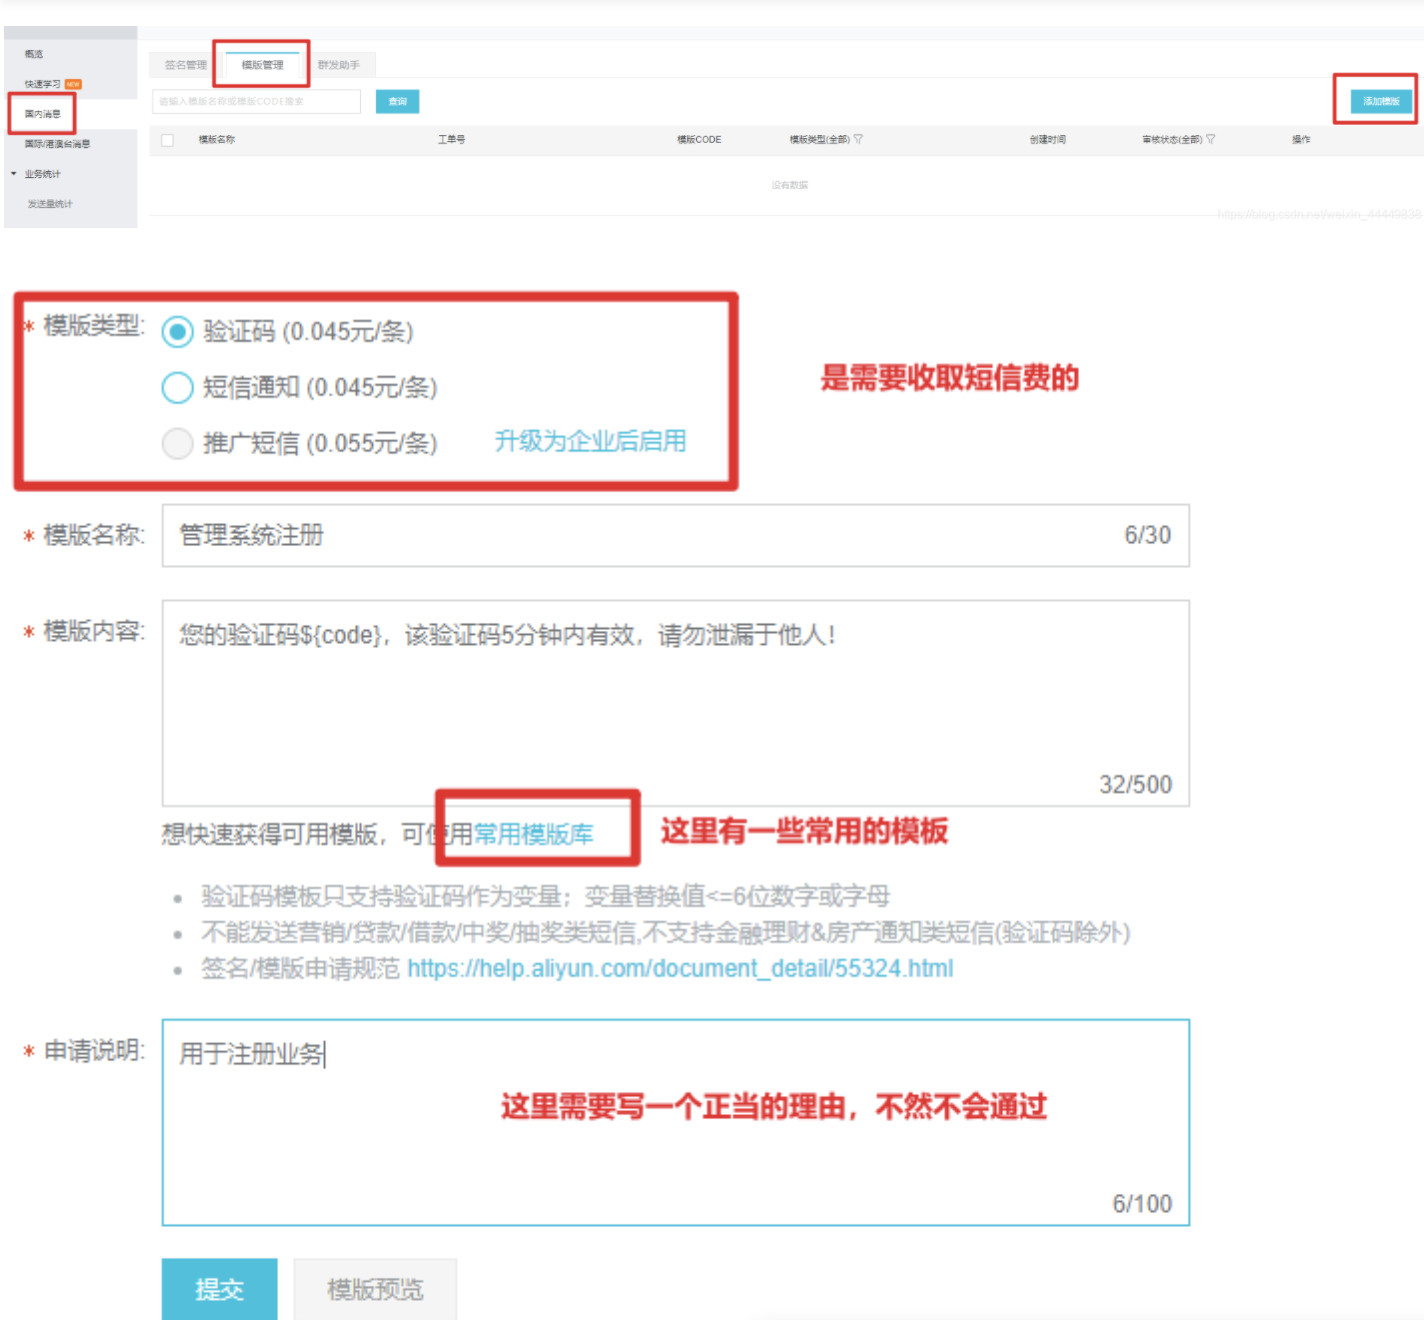 概览
快速学习 NEW
国内消息
国际/港澳台消息
业务统计
发送量统计
签名管理 模版管理 群发助手
请输入模版名称或模版CODE搜索 查询 添加模版
模版名称 工单号 模版CODE 模版类型(全部) 创建时间 审核状态(全部) 操作
没有数据
https://blog.csdn.net/weixin_44449838
* 模版类型: 验证码 (0.045元/条)
短信通知 (0.045元/条)
是需要收取短信费的
推广短信 (0.055元/条) 升级为企业后启用
* 模版名称: 管理系统注册 6/30
* 模版内容: 您的验证码${code}，该验证码5分钟内有效，请勿泄漏于他人！
32/500
想快速获得可用模版，可使用常用模版库 这里有一些常用的模板
• 验证码模板只支持验证码作为变量；变量替换值<=6位数字或字母
• 不能发送营销/贷款/借款/中奖/抽奖类短信,不支持金融理财&房产通知类短信(验证码除外)
• 签名/模版申请规范 https://help.aliyun.com/document_detail/55324.html
* 申请说明: 用于注册业务
这里需要写一个正当的理由，不然不会通过
6/100
提交 模版预览